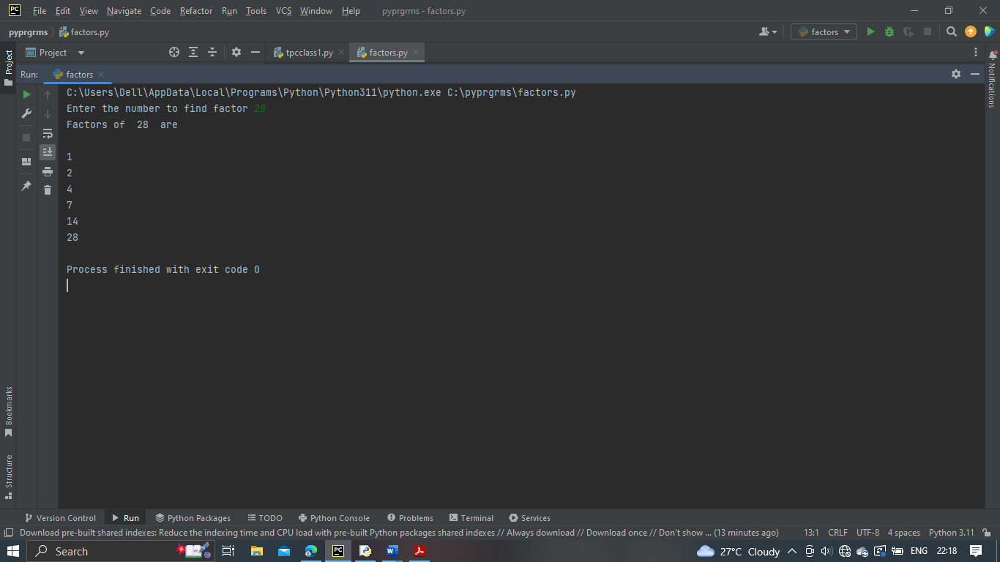 PC File Edit View Navigate Code Refactor Run Tools VCS Window Help pyprgrms - factors.py
pyprgrms factors.py factors
Project tpcclass1.py factors.py
Project
Notifications
Run: factors
C:\Users\Dell\AppData\Local\Programs\Python\Python311\python.exe C:\pyprgrms\factors.py
Enter the number to find factor 28
Factors of  28  are
1
2
4
7
14
28
Process finished with exit code 0
Bookmarks
Structure
Version Control Run Python Packages TODO Python Console Problems Terminal Services
Download pre-built shared indexes: Reduce the indexing time and CPU load with pre-built Python packages shared indexes // Always download // Download once // Don't show ... (13 minutes ago) 13:1 CRLF UTF-8 4 spaces Python 3.11
Search PC W 27°C Cloudy ENG 22:18